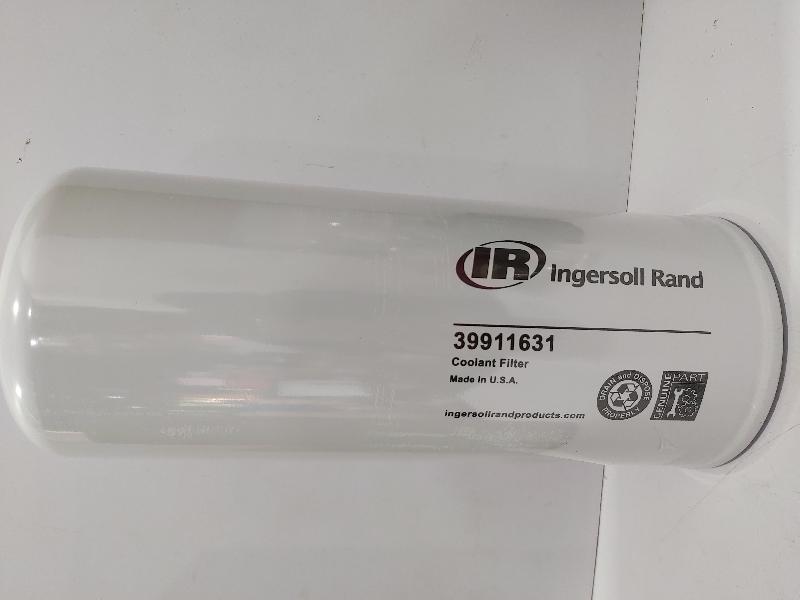 IR Ingersoll Rand
39911631
Coolant Filter
Made in U.S.A.
DRAIN and DISPOSE PROPERLY
GENUINE PART
ingersollrandproducts.com